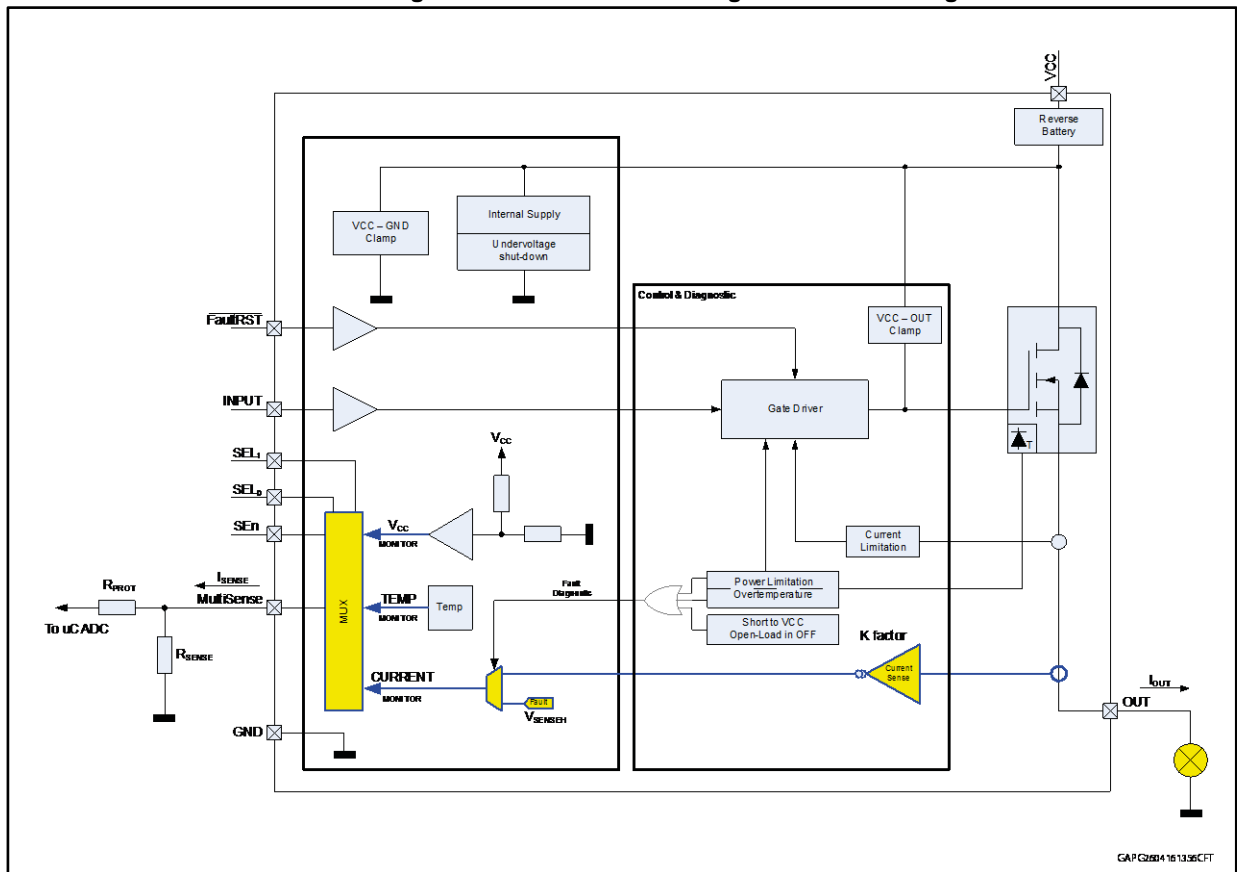 VCC
Reverse
Battery
VCC – GND
Clamp
Internal Supply
Undervoltage
shut-down
Control & Diagnostic
VCC – OUT
Clamp
FaultRST
INPUT
Gate Driver
SEL1
SEL0
SEn
VCC
VCC
MONITOR
MUX
Current
Limitation
ISENSE
RPROT
MultiSense
To uC ADC
RSENSE
TEMP
MONITOR
Temp
Fault
Diagnostic
Power Limitation
Overtemperature
Short to VCC
Open-Load in OFF
T
K factor
Current
Sense
CURRENT
MONITOR
Fault
VSENSEH
IOUT
OUT
GND